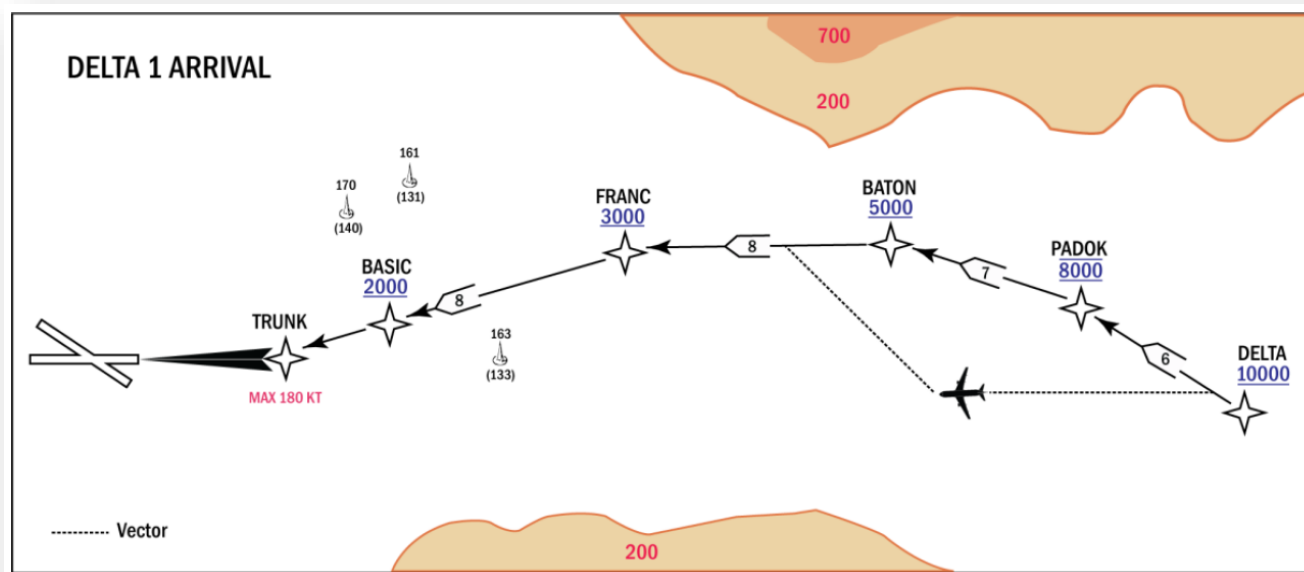 DELTA 1 ARRIVAL
700
200
161
(131)
170
(140)
FRANC
3000
BATON
5000
8
PADOK
8000
7
BASIC
2000
8
TRUNK
MAX 180 KT
163
(133)
6
DELTA
10000
Vector
200